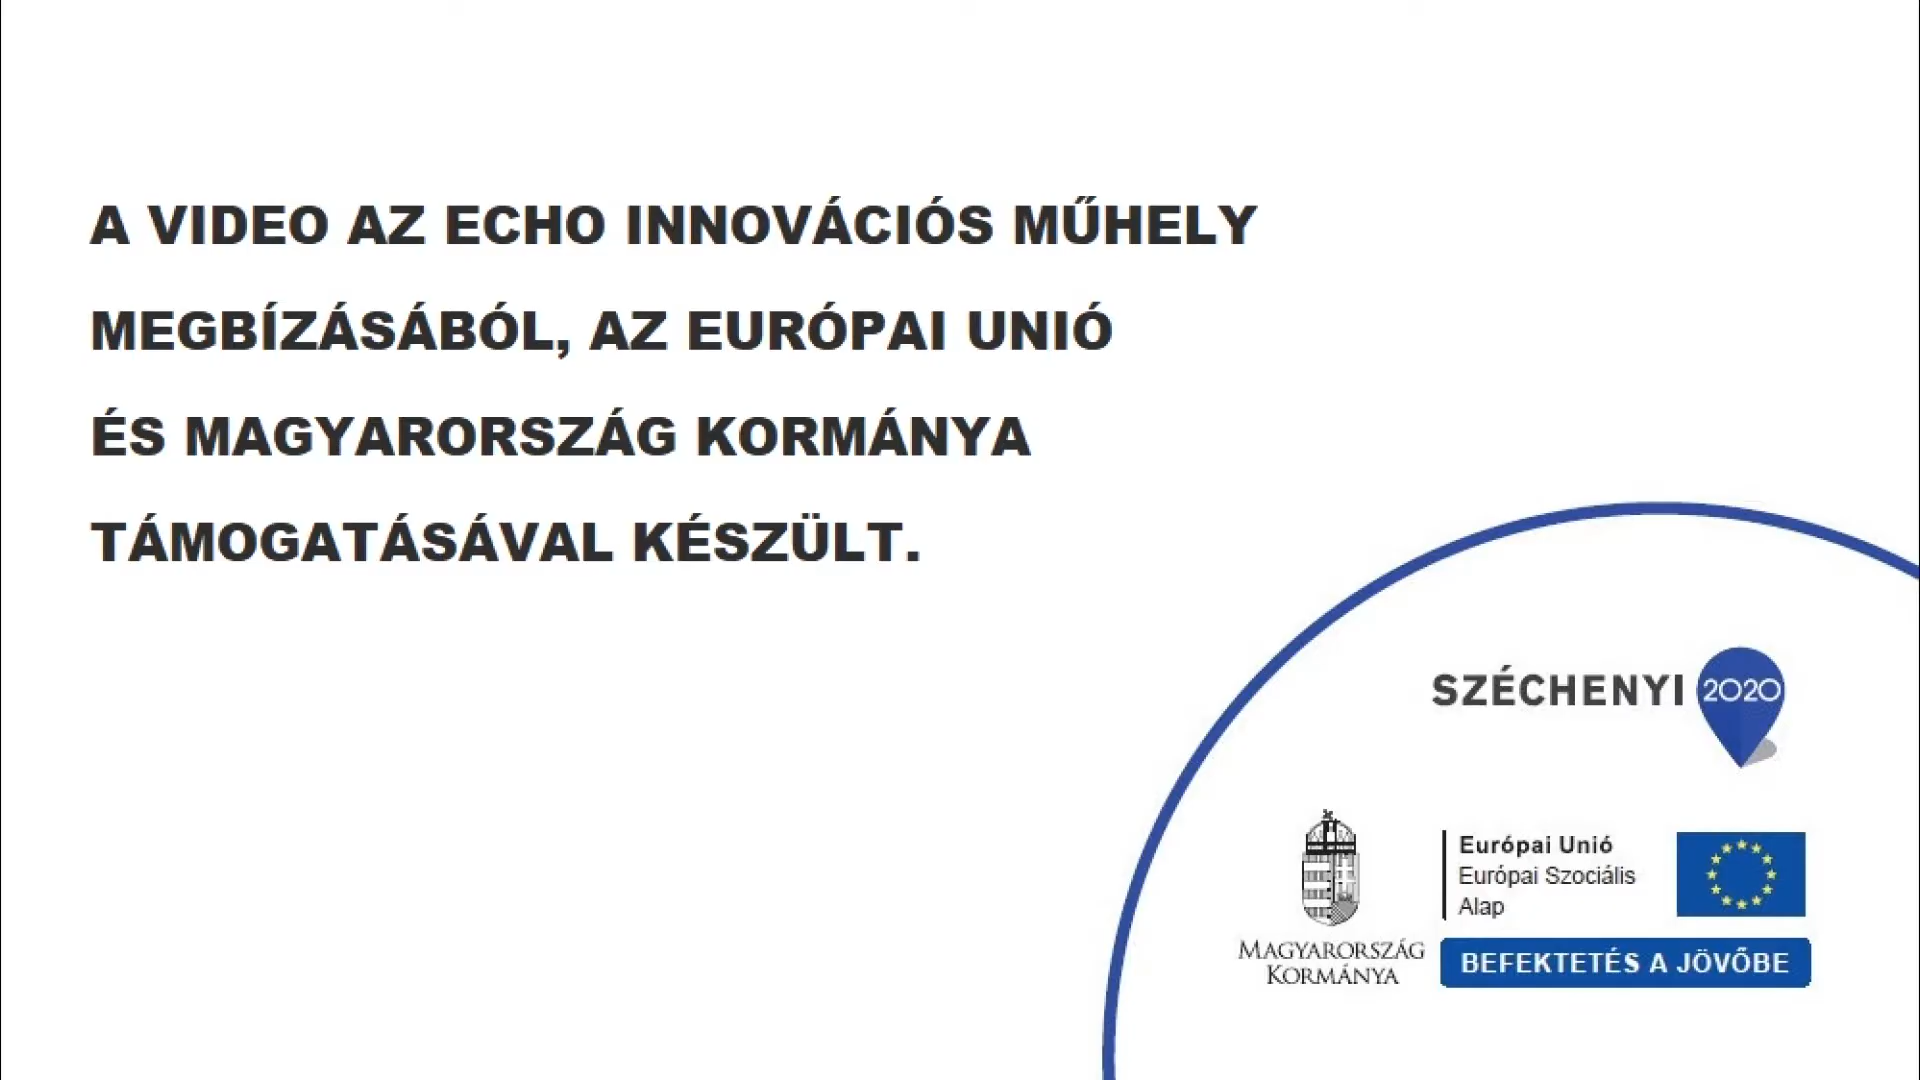 A VIDEO AZ ECHO INNOVÁCIÓS MŰHELY
MEGBÍZÁSÁBÓL, AZ EURÓPAI UNIÓ
ÉS MAGYARORSZÁG KORMÁNYA
TÁMOGATÁSÁVAL KÉSZÜLT.
SZÉCHENYI 2020
MAGYARORSZÁG
KORMÁNYA
Európai Unió
Európai Szociális
Alap
BEFEKTETÉS A JÖVŐBE